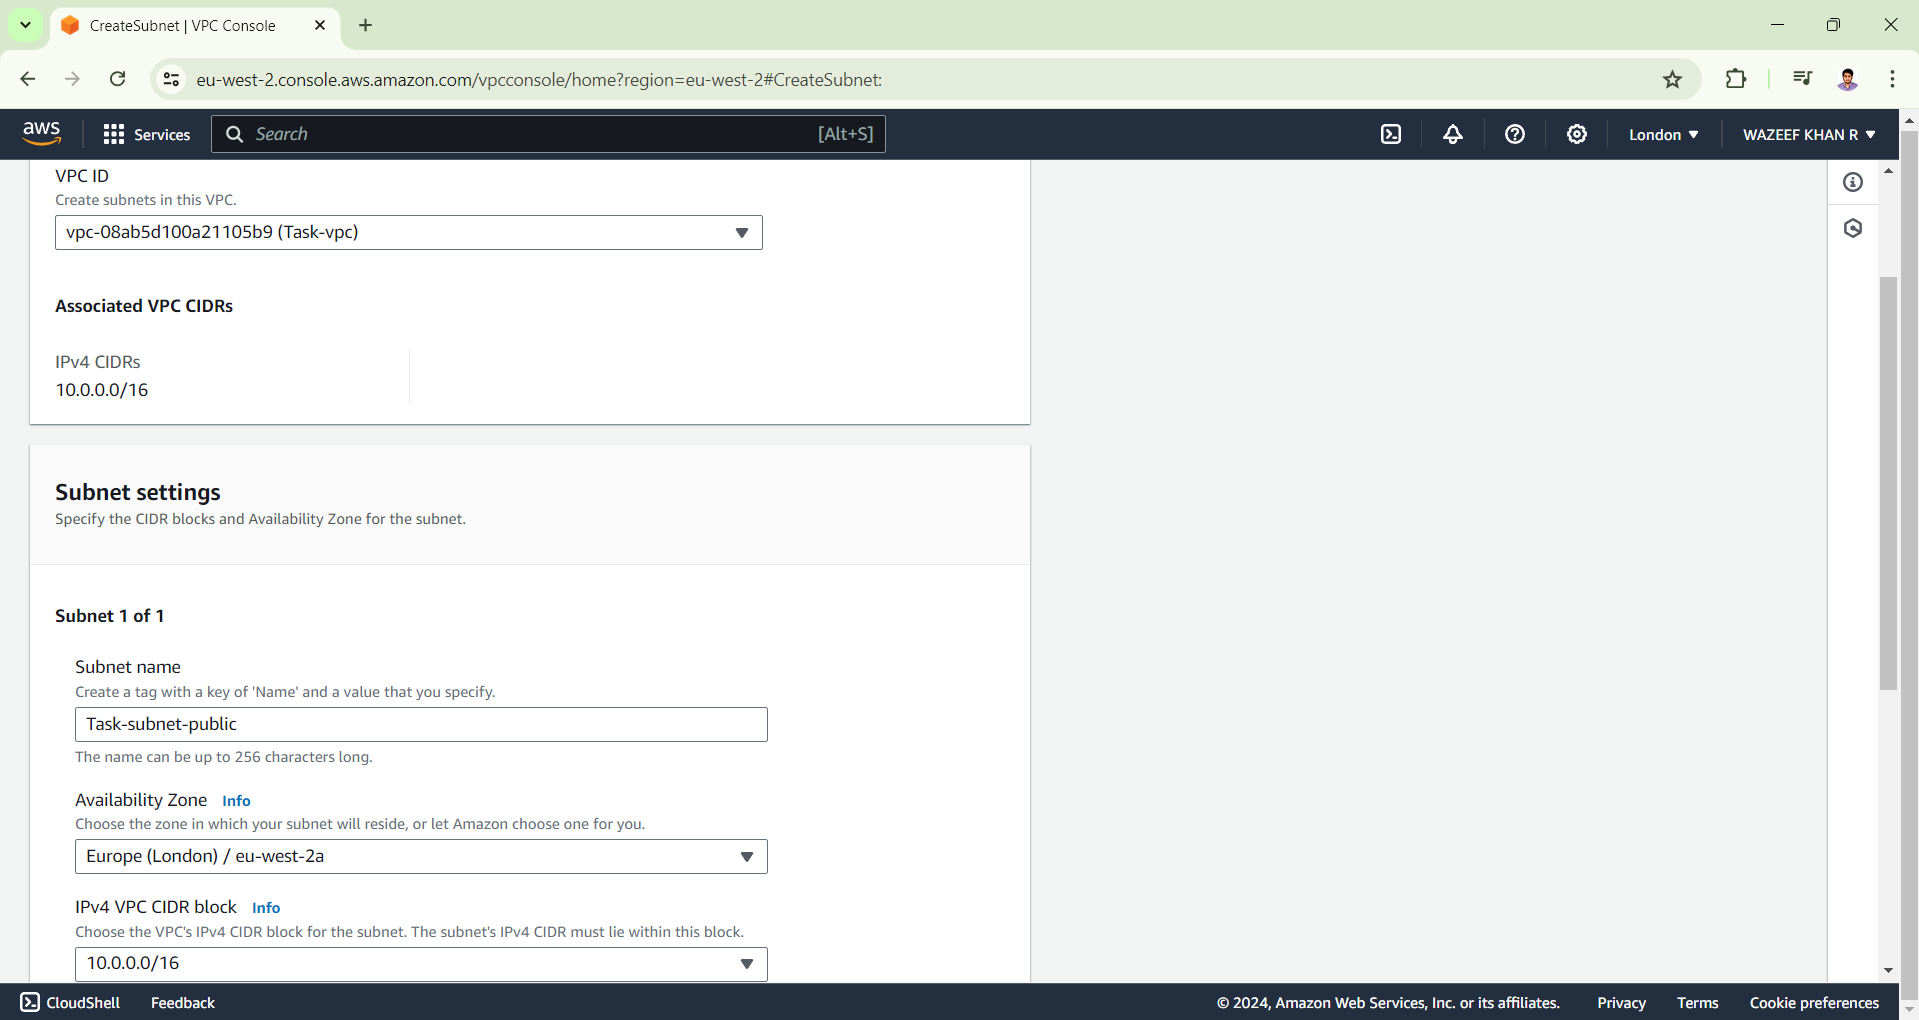 CreateSubnet | VPC Console
eu-west-2.console.aws.amazon.com/vpcconsole/home?region=eu-west-2#CreateSubnet:
aws
Services
Search
[Alt+S]
London
WAZEEF KHAN R
VPC ID
Create subnets in this VPC.
vpc-08ab5d100a21105b9 (Task-vpc)
Associated VPC CIDRs
IPv4 CIDRs
10.0.0.0/16
Subnet settings
Specify the CIDR blocks and Availability Zone for the subnet.
Subnet 1 of 1
Subnet name
Create a tag with a key of 'Name' and a value that you specify.
Task-subnet-public
The name can be up to 256 characters long.
Availability Zone Info
Choose the zone in which your subnet will reside, or let Amazon choose one for you.
Europe (London) / eu-west-2a
IPv4 VPC CIDR block Info
Choose the VPC's IPv4 CIDR block for the subnet. The subnet's IPv4 CIDR must lie within this block.
10.0.0.0/16
CloudShell
Feedback
© 2024, Amazon Web Services, Inc. or its affiliates.
Privacy
Terms
Cookie preferences